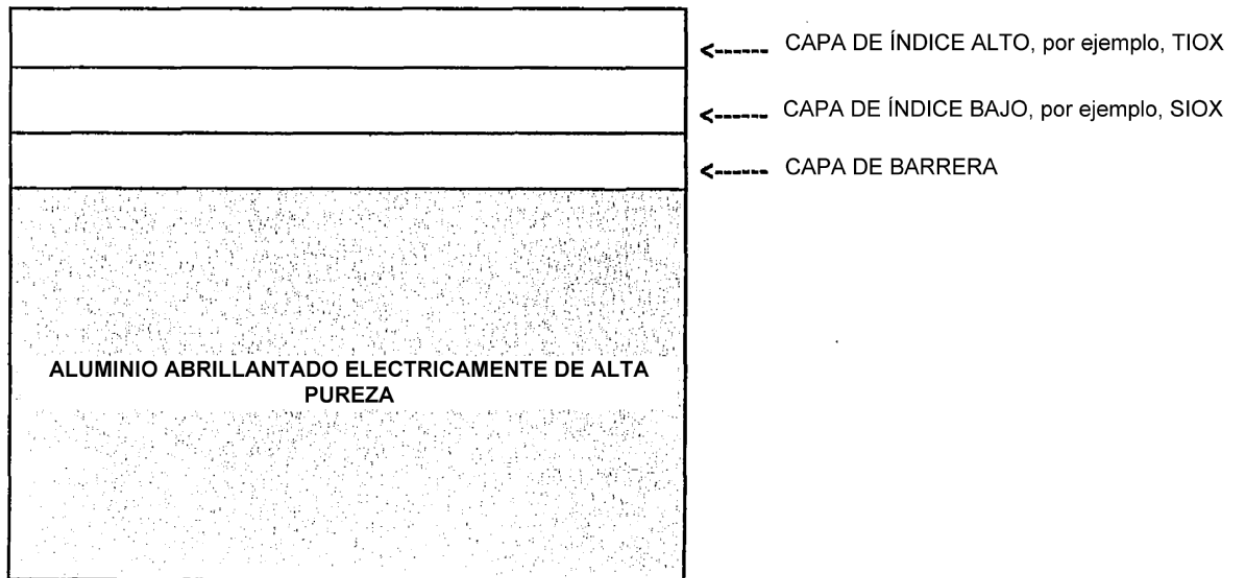 CAPA DE ÍNDICE ALTO, por ejemplo, TIOX
CAPA DE ÍNDICE BAJO, por ejemplo, SIOX
CAPA DE BARRERA
ALUMINIO ABRILLANTADO ELECTRICAMENTE DE ALTA
PUREZA